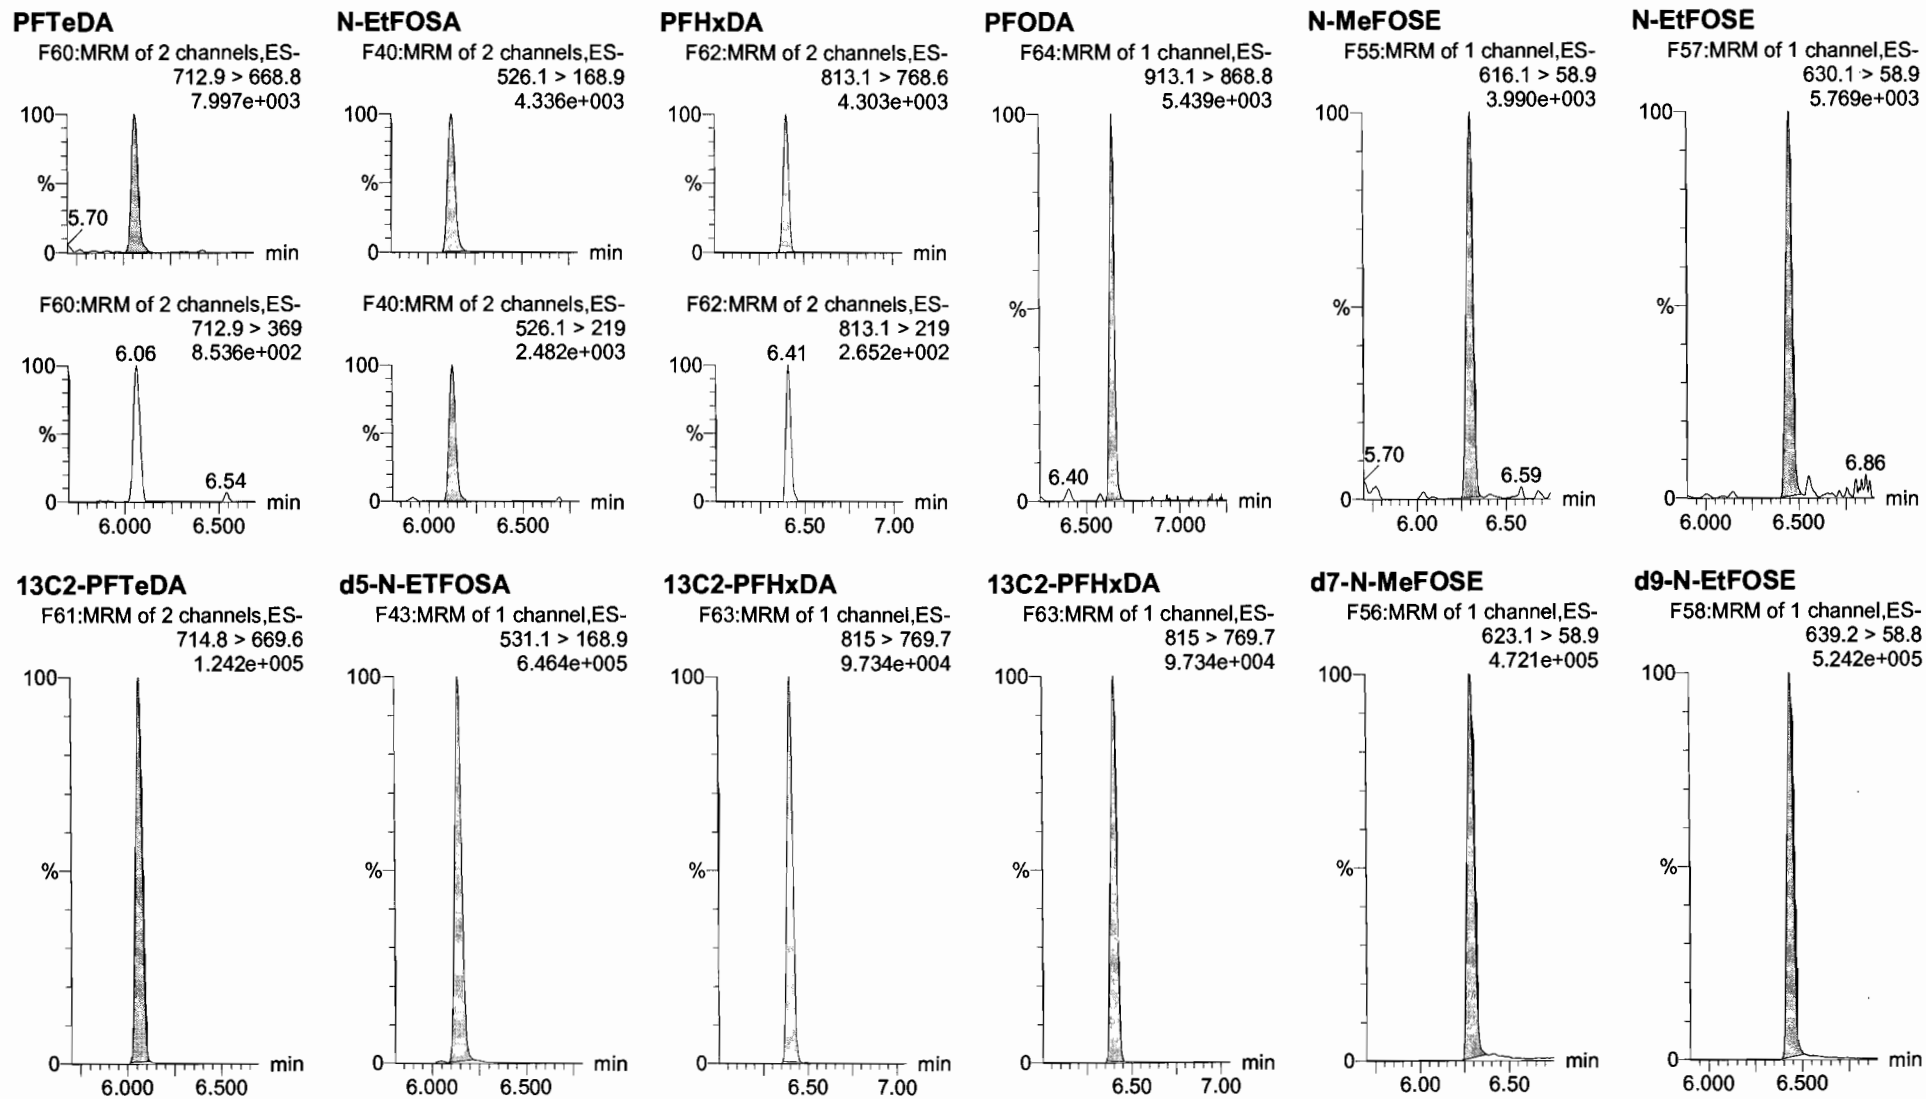 PFTeDA
F60:MRM of 2 channels,ES-
712.9 > 668.8
7.997e+003
100
%
5.70
0
min
F60:MRM of 2 channels,ES-
712.9 > 369
6.06 8.536e+002
100
%
6.54
0
min
6.000 6.500
N-EtFOSA
F40:MRM of 2 channels,ES-
526.1 > 168.9
4.336e+003
100
%
0
min
F40:MRM of 2 channels,ES-
526.1 > 219
2.482e+003
100
%
0
min
6.000 6.500
PFHxDA
F62:MRM of 2 channels,ES-
813.1 > 768.6
4.303e+003
100
%
0
min
F62:MRM of 2 channels,ES-
813.1 > 219
6.41 2.652e+002
100
%
0
min
6.50 7.00
PFODA
F64:MRM of 1 channel,ES-
913.1 > 868.8
5.439e+003
100
%
6.40
0
min
6.500 7.000
N-MeFOSE
F55:MRM of 1 channel,ES-
616.1 > 58.9
3.990e+003
100
%
5.70
6.59
0
min
6.00 6.50
N-EtFOSE
F57:MRM of 1 channel,ES-
630.1 > 58.9
5.769e+003
100
%
6.86
0
min
6.000 6.500
13C2-PFTeDA
F61:MRM of 2 channels,ES-
714.8 > 669.6
1.242e+005
100
%
0
min
6.000 6.500
d5-N-ETFOSA
F43:MRM of 1 channel,ES-
531.1 > 168.9
6.464e+005
100
%
0
min
6.000 6.500
13C2-PFHxDA
F63:MRM of 1 channel,ES-
815 > 769.7
9.734e+004
100
%
0
min
6.50 7.00
13C2-PFHxDA
F63:MRM of 1 channel,ES-
815 > 769.7
9.734e+004
100
%
0
min
6.50 7.00
d7-N-MeFOSE
F56:MRM of 1 channel,ES-
623.1 > 58.9
4.721e+005
100
%
0
min
6.00 6.50
d9-N-EtFOSE
F58:MRM of 1 channel,ES-
639.2 > 58.8
5.242e+005
100
%
0
min
6.000 6.500